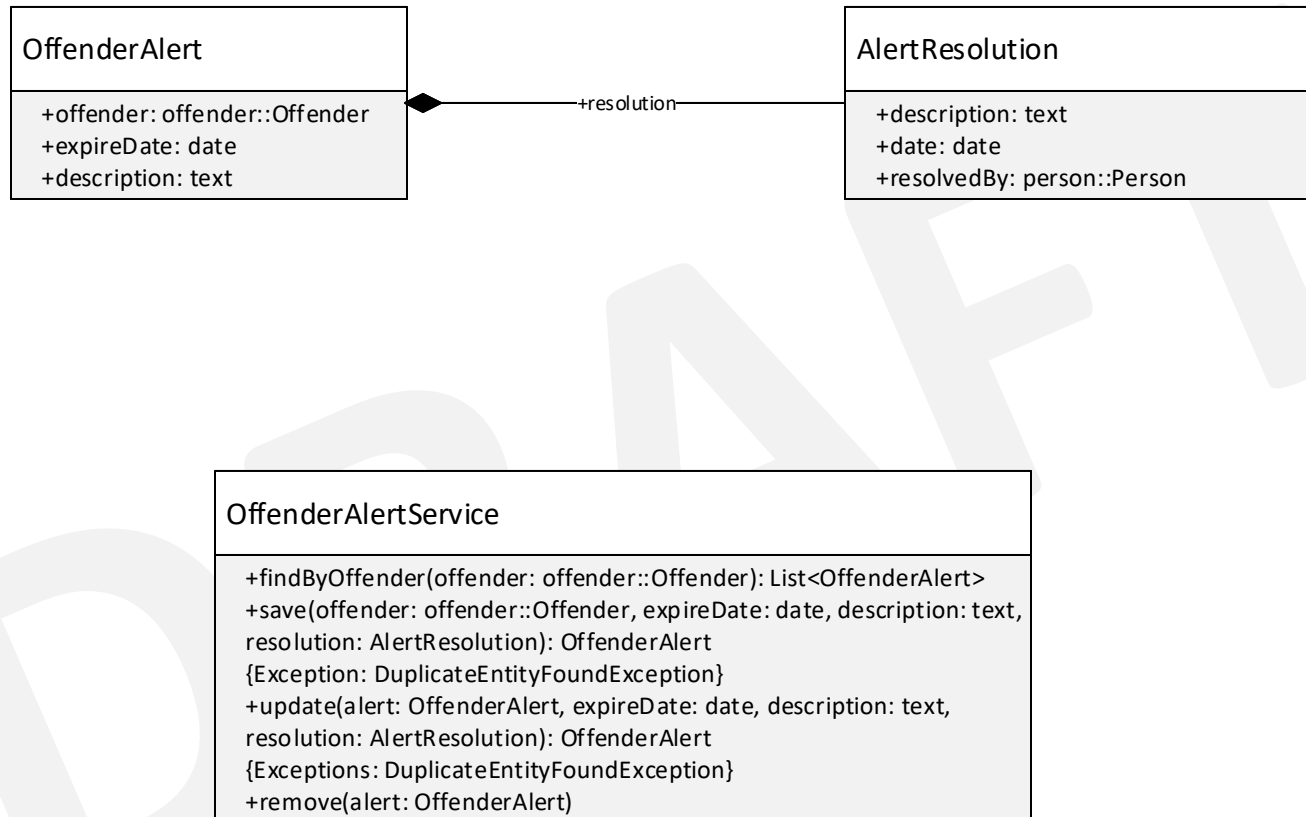 OffenderAlert
+offender: offender::Offender
+expireDate: date
+description: text
+resolution
AlertResolution
+description: text
+date: date
+resolvedBy: person::Person
OffenderAlertService
+findByOffender(offender: offender::Offender): List<OffenderAlert>
+save(offender: offender::Offender, expireDate: date, description: text,
resolution: AlertResolution): OffenderAlert
{Exception: DuplicateEntityFoundException}
+update(alert: OffenderAlert, expireDate: date, description: text,
resolution: AlertResolution): OffenderAlert
{Exceptions: DuplicateEntityFoundException}
+remove(alert: OffenderAlert)
DRAFT